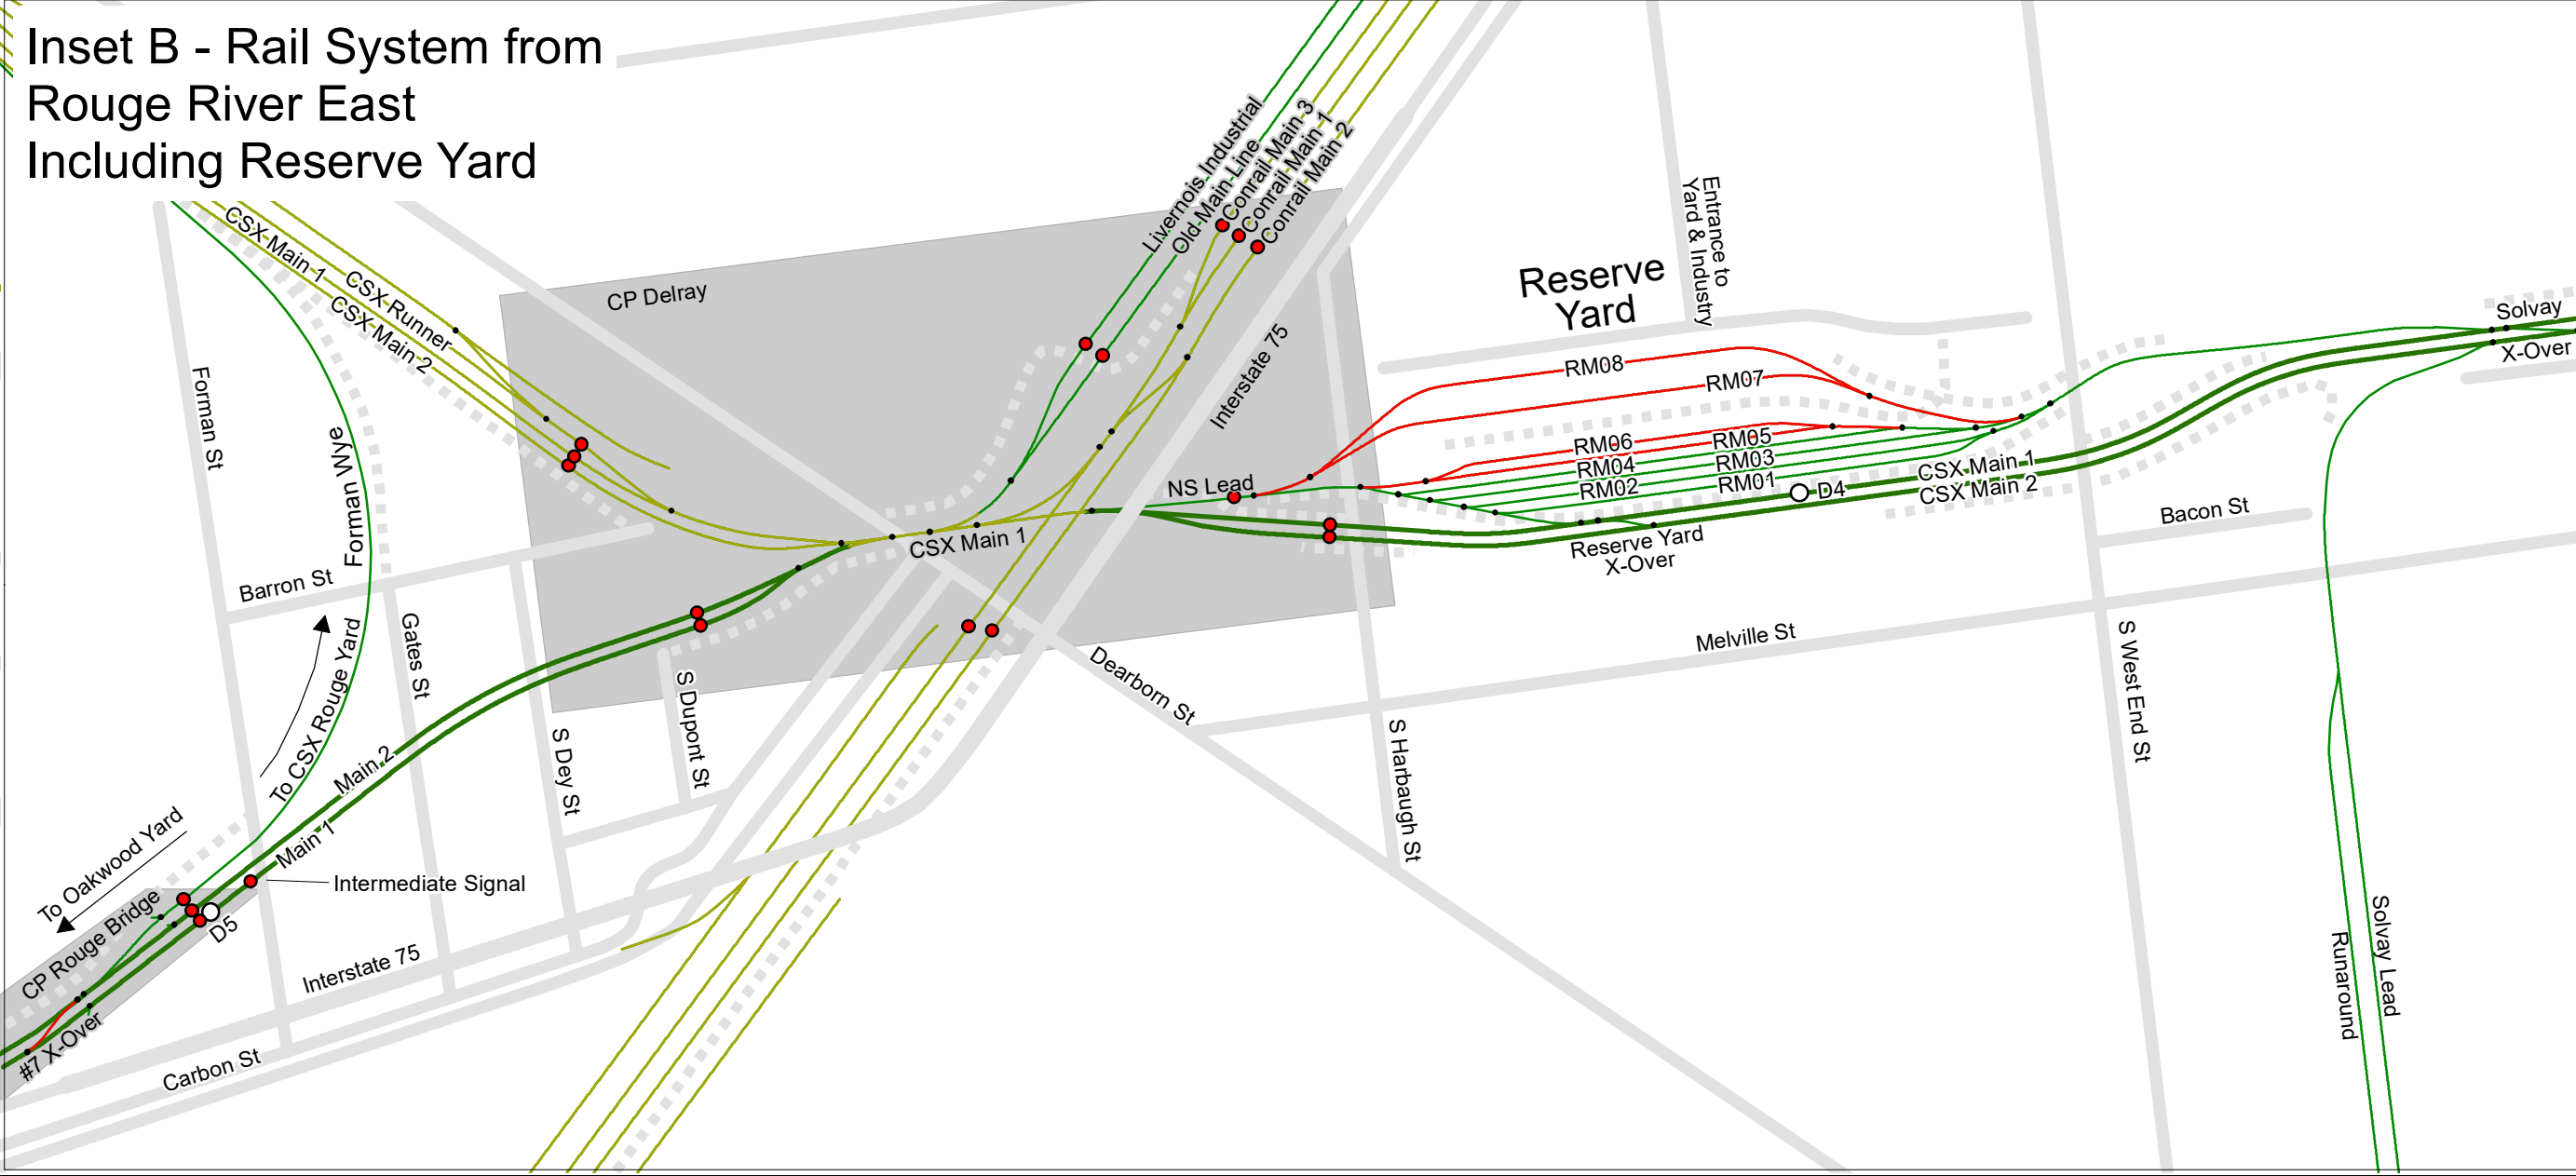 Inset B - Rail System from
Rouge River East
Including Reserve Yard
Livernois Industrial
Old Main Line
Conrail Main 3
Conrail Main 1
Conrail Main 2
CSX Main 1
CSX Runner
CSX Main 2
CP Delray
Interstate 75
Entrance to
Yard & Industry
Reserve
Yard
RM08
RM07
RM06
RM05
RM04
RM03
RM02
RM01
NS Lead
D4
CSX Main 1
CSX Main 2
Reserve Yard
X-Over
CSX Main 1
Solvay
X-Over
Bacon St
Melville St
S West End St
Dearborn St
S Harbaugh St
Forman St
Forman Wye
Barron St
Gates St
To CSX Rouge Yard
S Dupont St
S Dey St
Main 2
Main 1
To Oakwood Yard
Intermediate Signal
D5
CP Rouge Bridge
Interstate 75
#7 X-Over
Carbon St
Runaround
Solvay Lead